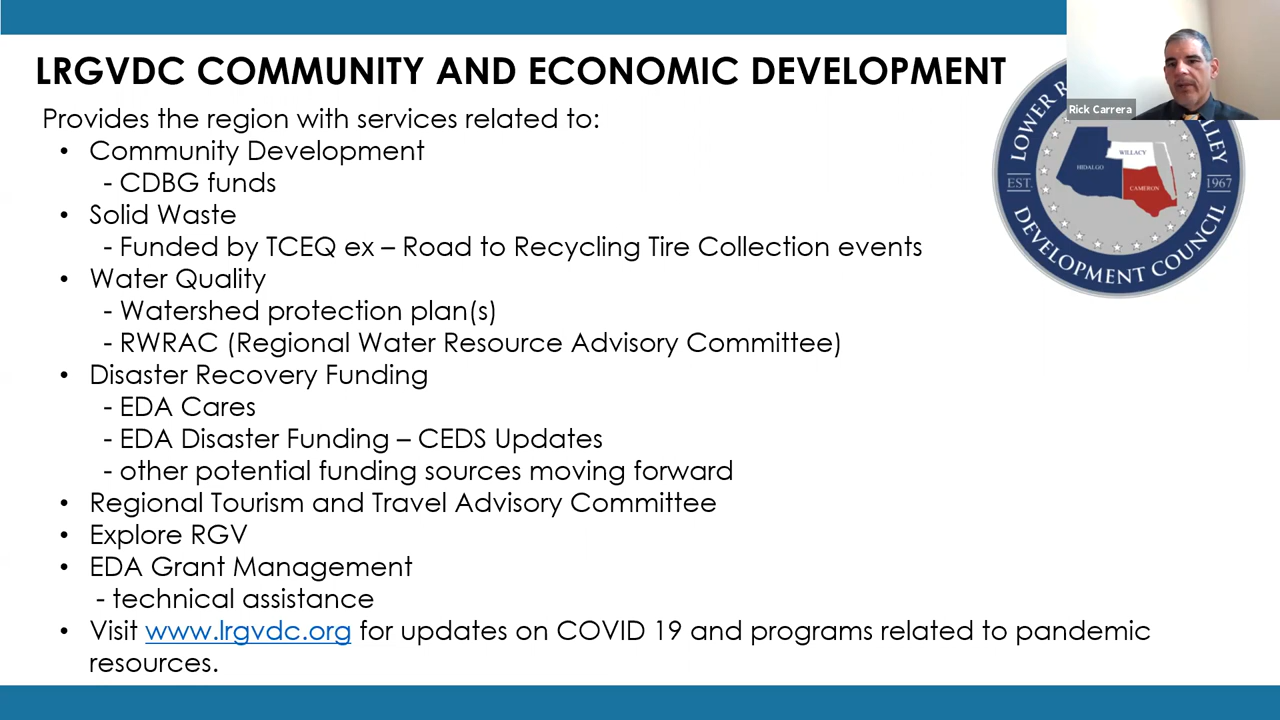 LRGVDC COMMUNITY AND ECONOMIC DEVELOPMENT
Rick Carrera
Provides the region with services related to:
• Community Development
- CDBG funds
• Solid Waste
- Funded by TCEQ ex – Road to Recycling Tire Collection events
• Water Quality
- Watershed protection plan(s)
- RWRAC (Regional Water Resource Advisory Committee)
• Disaster Recovery Funding
- EDA Cares
- EDA Disaster Funding – CEDS Updates
- other potential funding sources moving forward
• Regional Tourism and Travel Advisory Committee
• Explore RGV
• EDA Grant Management
- technical assistance
• Visit www.lrgvdc.org for updates on COVID 19 and programs related to pandemic
resources.
LOWER
WILLACY
HIDALGO
CAMERON
EST.
1967
DEVELOPMENT COUNCIL